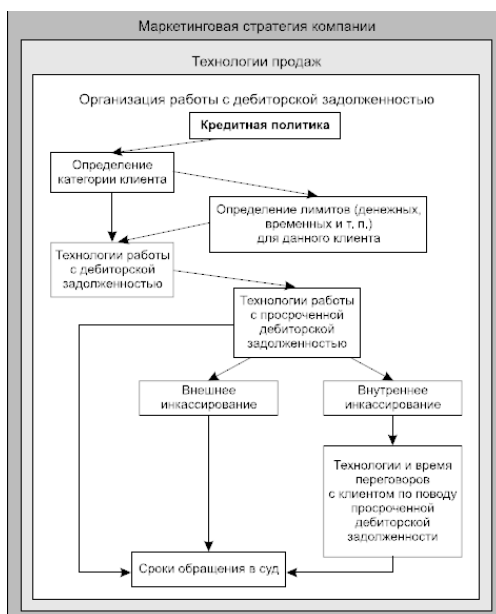 Маркетинговая стратегия компании
Технологии продаж
Организация работы с дебиторской задолженностью
Кредитная политика
Определение
категории клиента
Определение лимитов (денежных,
временных и т, п,)
для данного клиента
Технологии работы
с дебиторской
задолженностью
Технологии работы
с просроченной
дебиторской
задолженностью
Внешнее
инкассирование
Внутреннее
инкассирование
Технологии и время
переговоров
с клиентом по поводу
просроченной
дебиторской
задолженности
Сроки обращения в суд